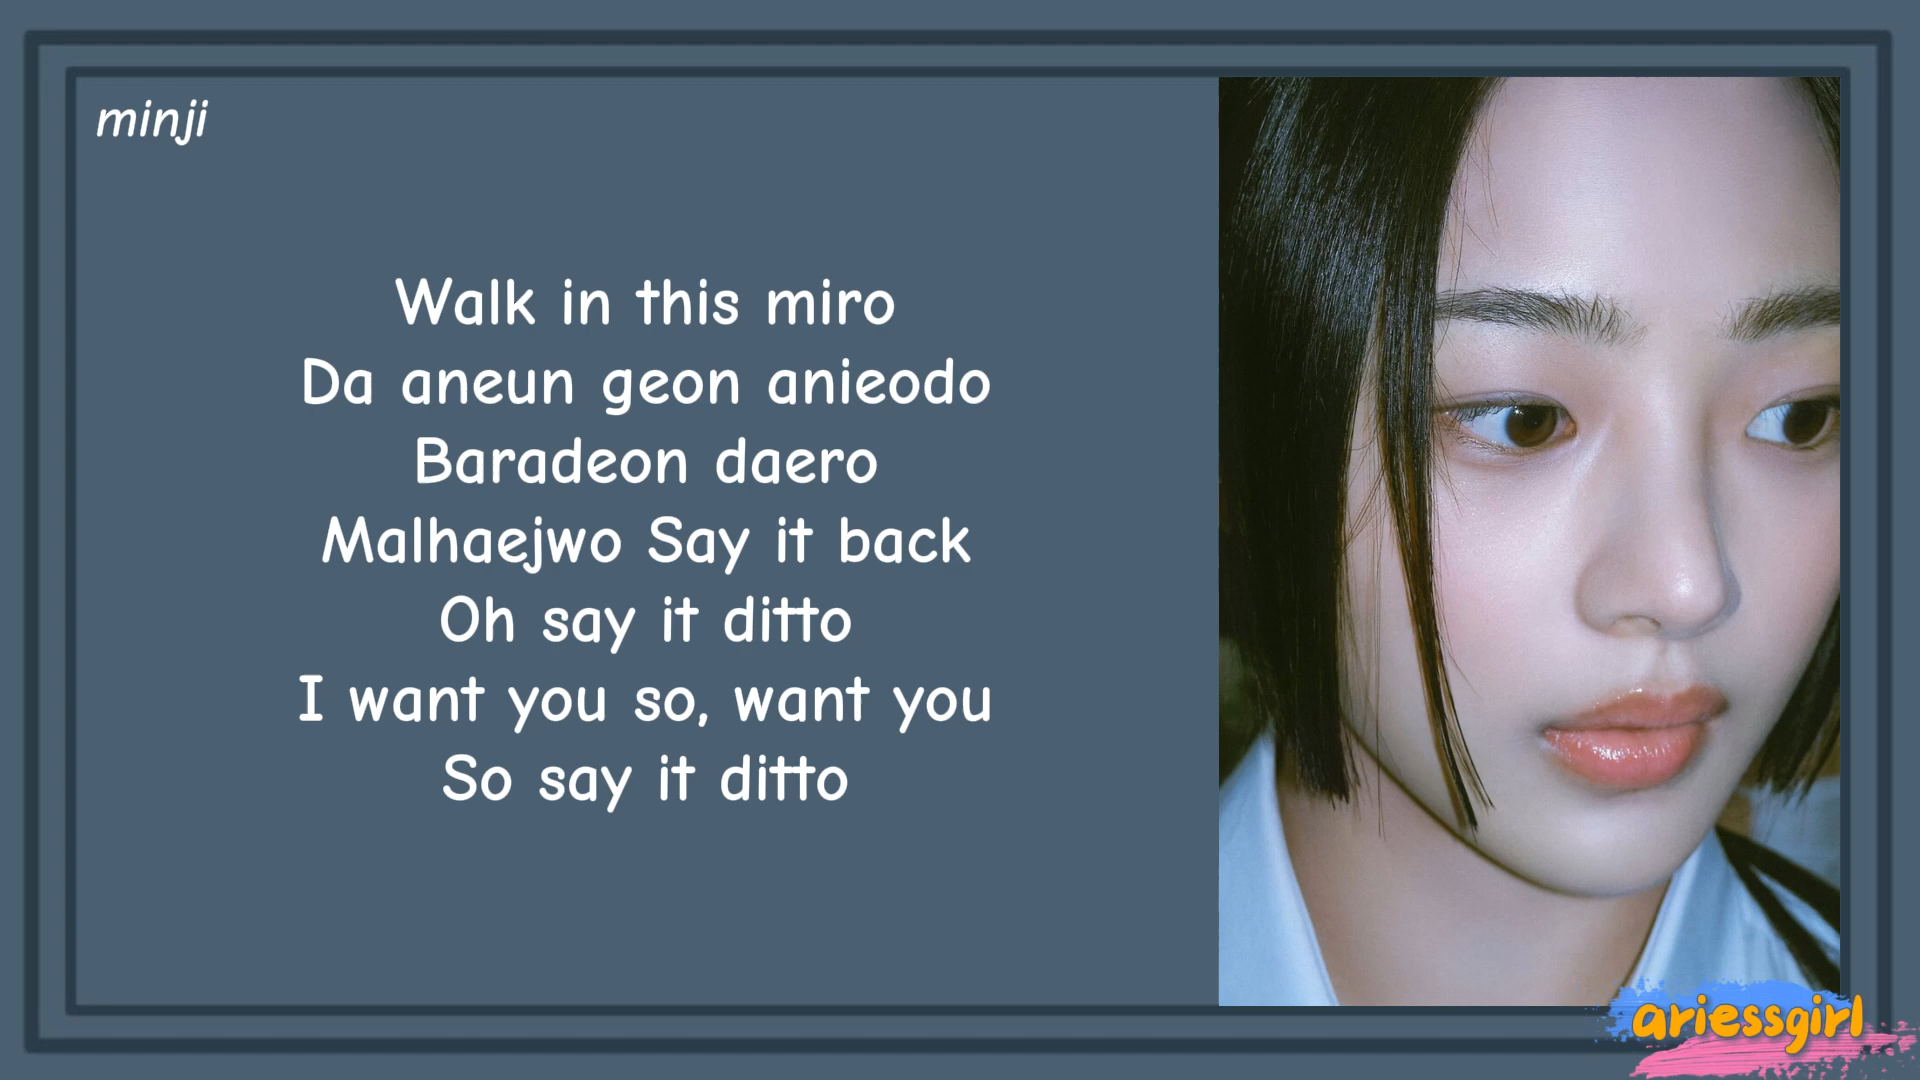 minji
Walk in this miro
Da aneun geon anieodo
Baradeon daero
Malhaejwo Say it back
Oh say it ditto
I want you so, want you
So say it ditto
ariessgirl